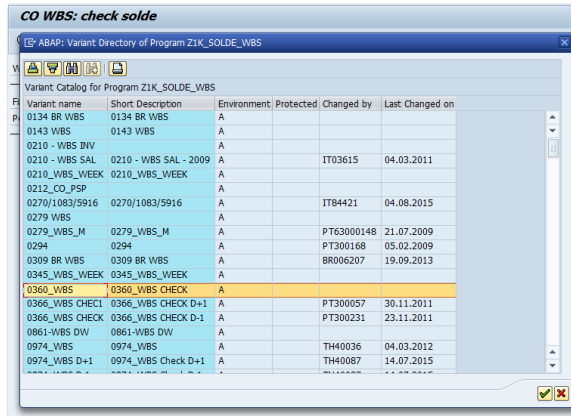 CO WBS: check solde
ABAP: Variant Directory of Program Z1K_SOLDE_WBS
Variant Catalog for Program Z1K_SOLDE_WBS
Variant name Short Description Environment Protected Changed by Last Changed on
0134 BR WBS 0134 BR WBS A
0143 WBS 0143 WBS A
0210 - WBS INV A
0210 - WBS SAL 0210 - WBS SAL - 2009 A IT03615 04.03.2011
0210_WBS_WEEK 0210_WBS_WEEK A
0212_CO_PSP A
0270/1083/5916 0270/1083/5916 A IT84421 04.08.2015
0279 WBS A
0279_WBS_M 0279_WBS_M A PT63000148 21.07.2009
0294 0294 A PT300168 05.02.2009
0309 BR WBS 0309 BR WBS A BR006207 19.09.2013
0345_WBS_WEEK 0345_WBS_WEEK A
0360_WBS 0360_WBS CHECK A
0366_WBS CHEC1 0366_WBS CHECK D+1 A PT300057 30.11.2011
0366_WBS CHECK 0366_WBS CHECK D-1 A PT300231 23.11.2011
0861-WBS DW 0861-WBS DW A
0974_WBS 0974_WBS A TH40036 04.03.2012
0974_WBS D+1 0974_WBS Check D+1 A TH40087 14.07.2015